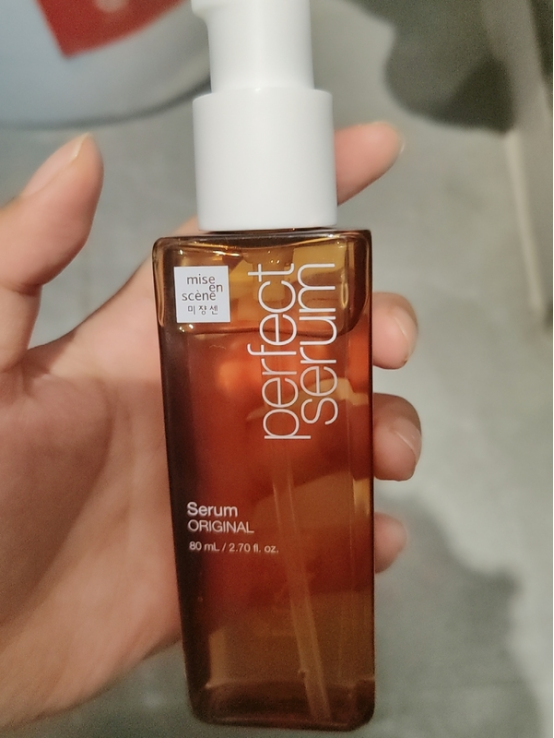 mise
en
scène
미쟝센
perfect
serum
Serum
ORIGINAL
80 mL / 2.70 fl. oz.